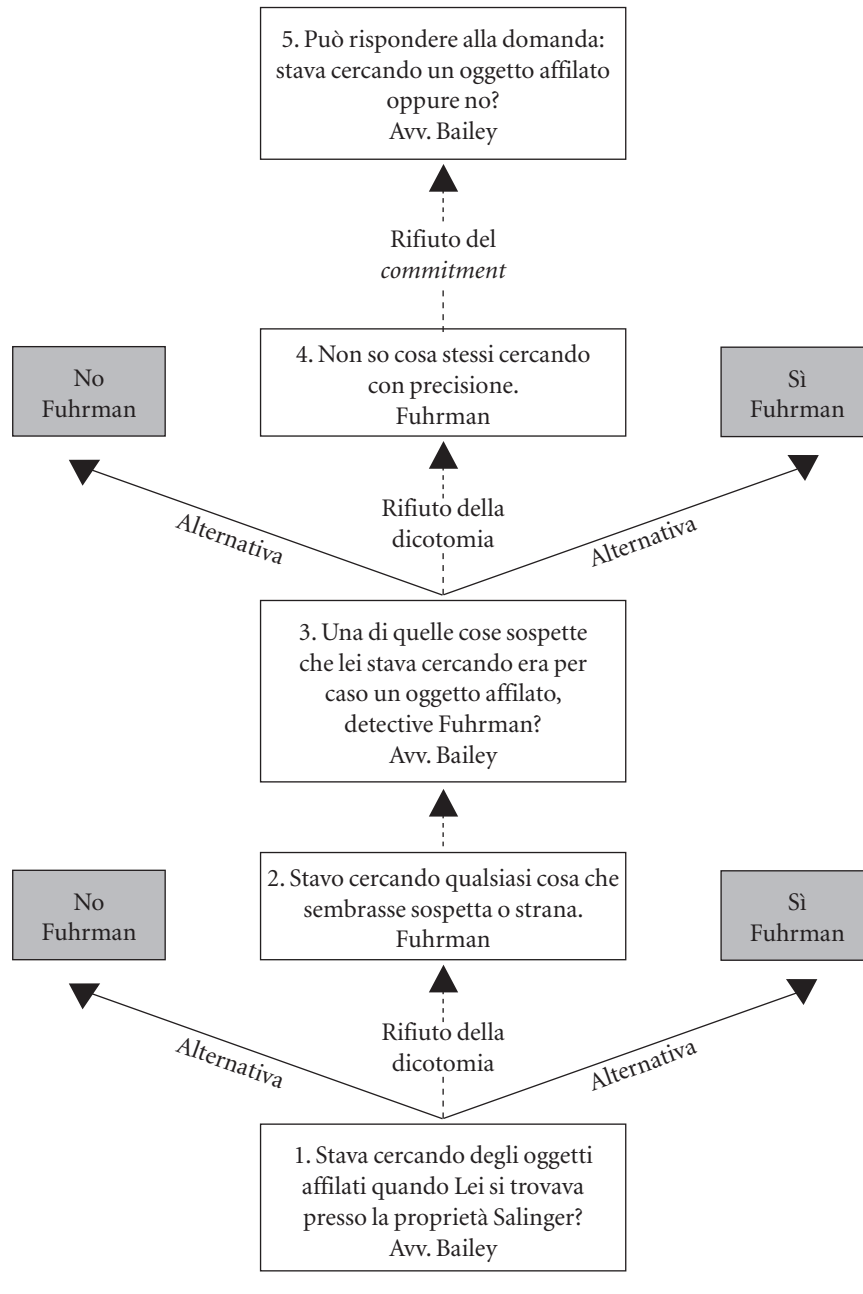 5. Può rispondere alla domanda:
stava cercando un oggetto affilato
oppure no?
Avv. Bailey
Rifiuto del
commitment
No
Fuhrman
4. Non so cosa stessi cercando
con precisione.
Fuhrman
Sì
Fuhrman
Alternativa
Rifiuto della
dicotomia
Alternativa
3. Una di quelle cose sospette
che lei stava cercando era per
caso un oggetto affilato,
detective Fuhrman?
Avv. Bailey
No
Fuhrman
2. Stavo cercando qualsiasi cosa che
sembrasse sospetta o strana.
Fuhrman
Sì
Fuhrman
Alternativa
Rifiuto della
dicotomia
Alternativa
1. Stava cercando degli oggetti
affilati quando Lei si trovava
presso la proprietà Salinger?
Avv. Bailey